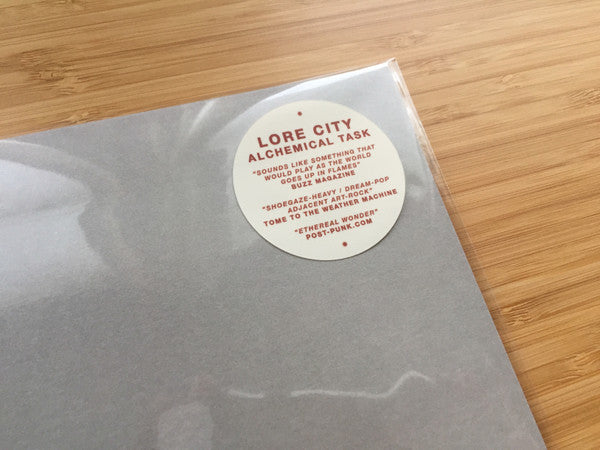 LORE CITY
ALCHEMICAL TASK
"SOUNDS LIKE SOMETHING THAT
WOULD PLAY AS THE WORLD
GOES UP IN FLAMES"
BUZZ MAGAZINE
"SHOEGAZE-HEAVY / DREAM-POP
ADJACENT ART-ROCK"
TOME TO THE WEATHER MACHINE
"ETHEREAL WONDER"
POST-PUNK.COM